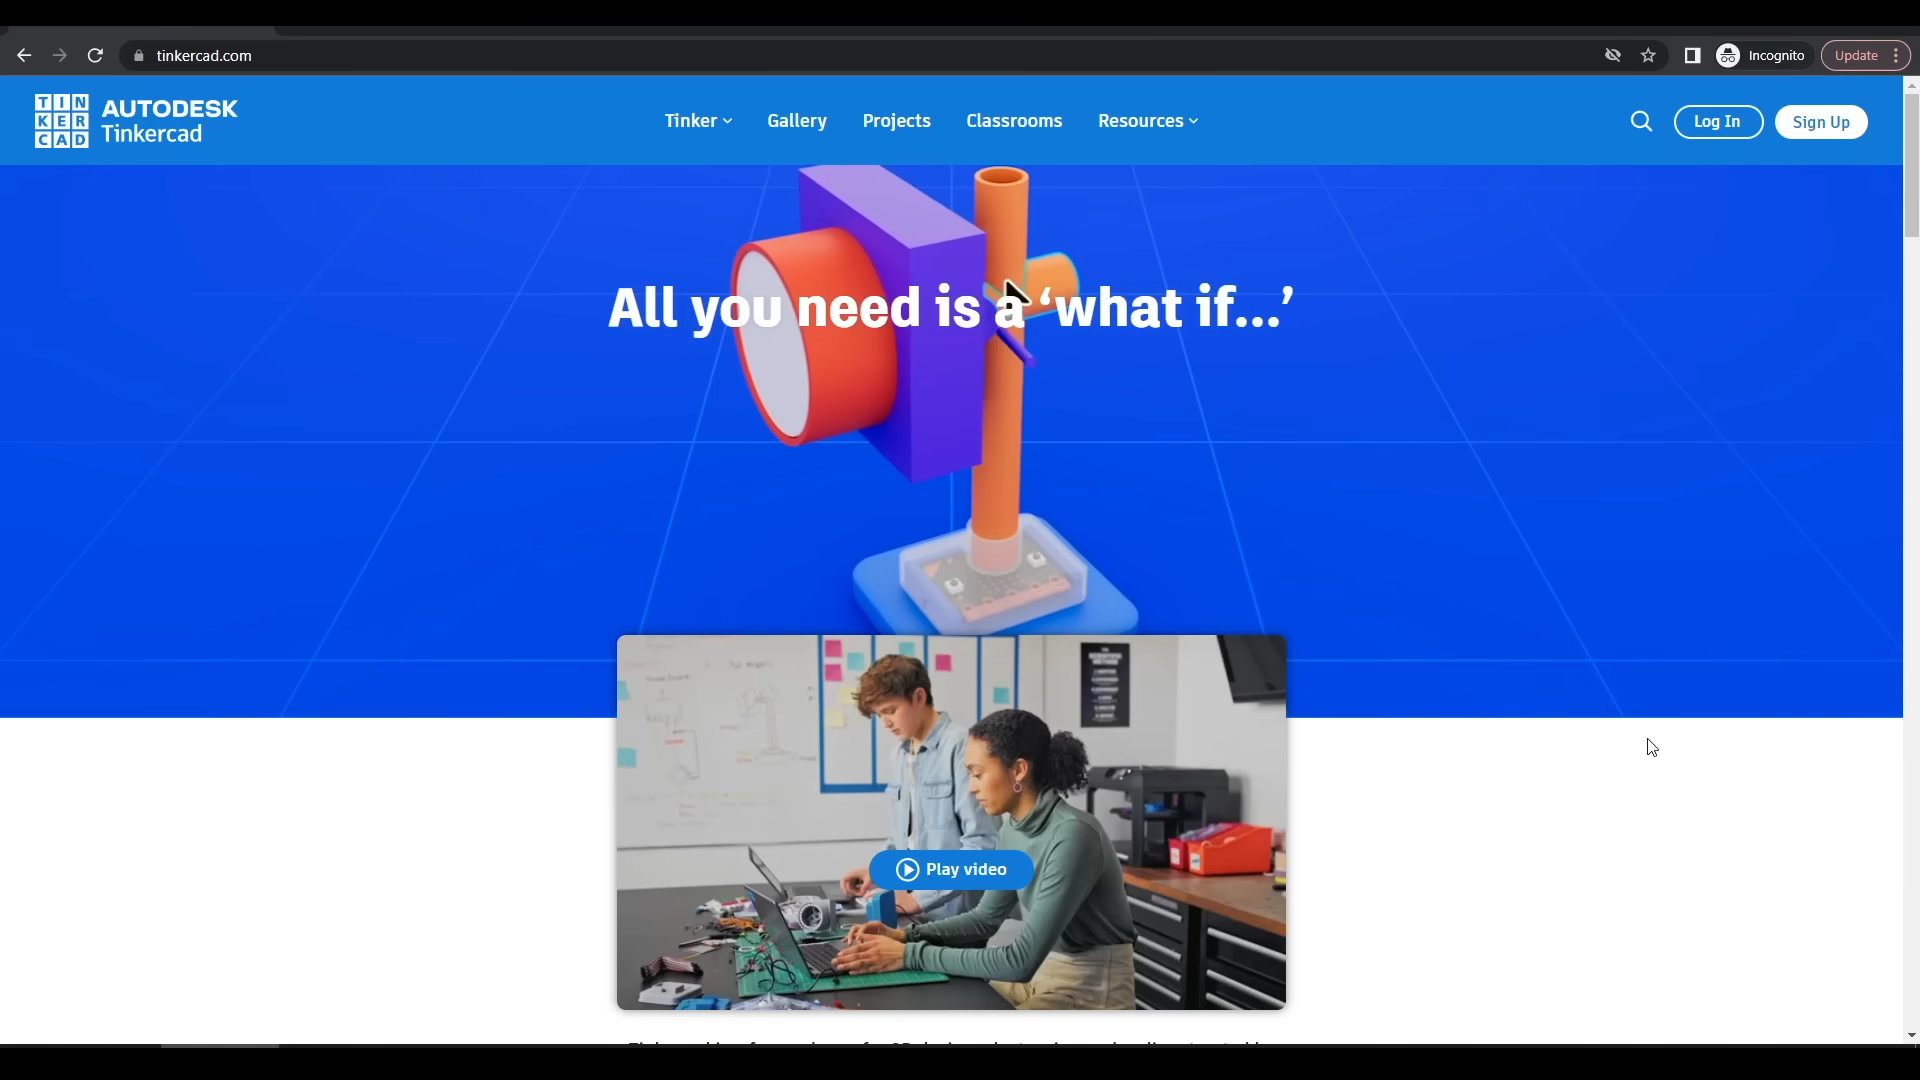 tinkercad.com
Incognito
Update
TIN
KER
CAD
AUTODESK
Tinkercad
Tinker
Gallery
Projects
Classrooms
Resources
Log In
Sign Up
All you need is a ‘what if...’
Play video